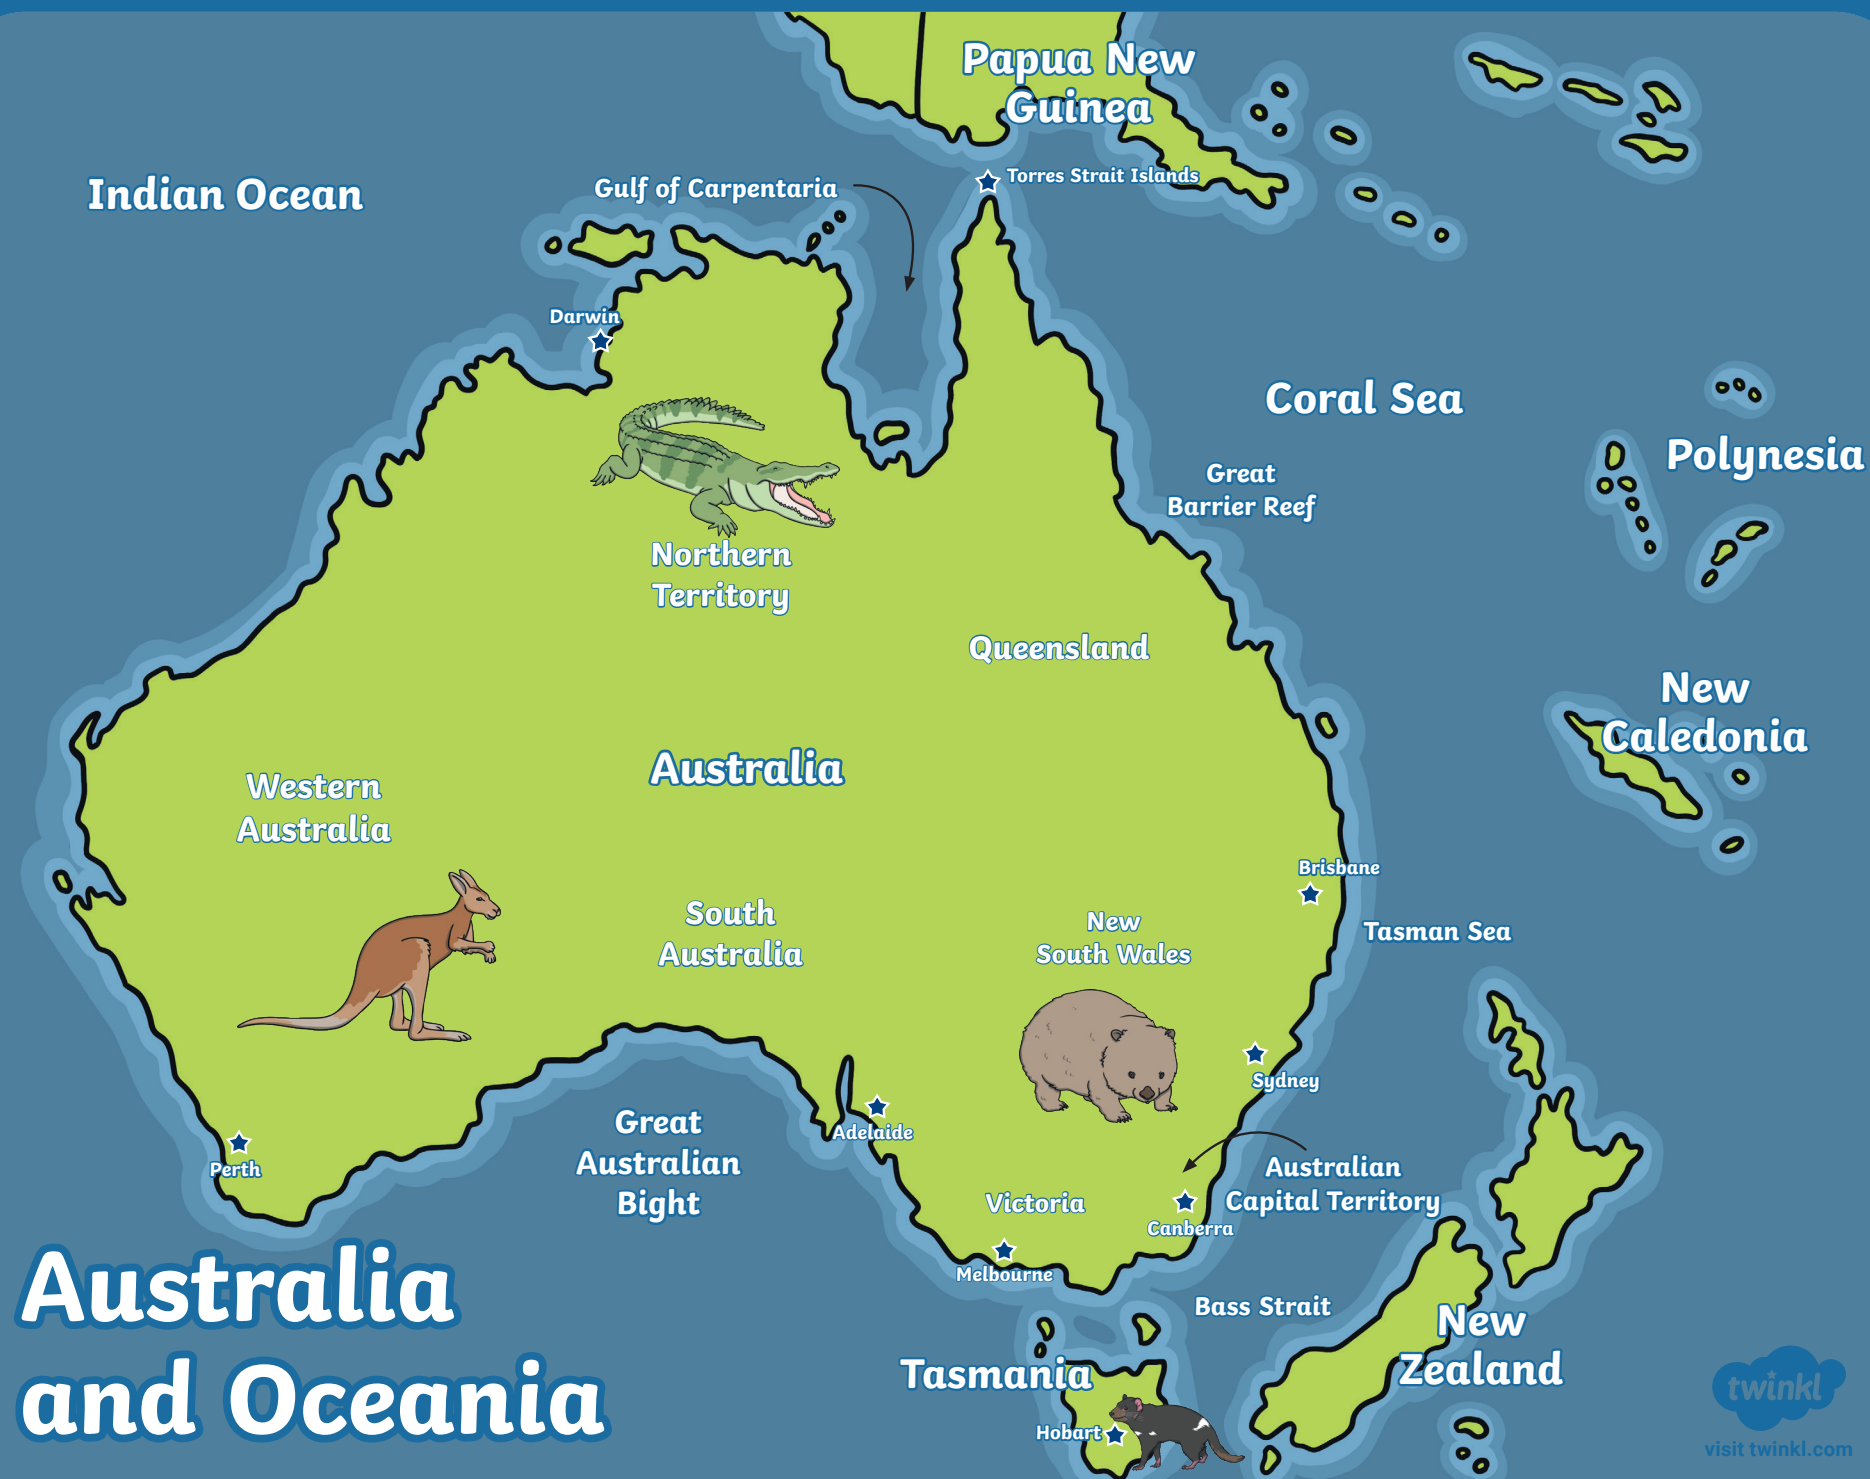 Papua New
Guinea
Torres Strait Islands
Indian Ocean
Gulf of Carpentaria
Darwin
Coral Sea
Great
Barrier Reef
Polynesia
Northern
Territory
Queensland
New
Caledonia
Australia
Western
Australia
Brisbane
South
Australia
New
South Wales
Tasman Sea
Sydney
Great
Australian
Bight
Adelaide
Perth
Australian
Capital Territory
Victoria
Canberra
Melbourne
Bass Strait
New
Zealand
Tasmania
Hobart
Australia
and Oceania
twinkl
visit twinkl.com